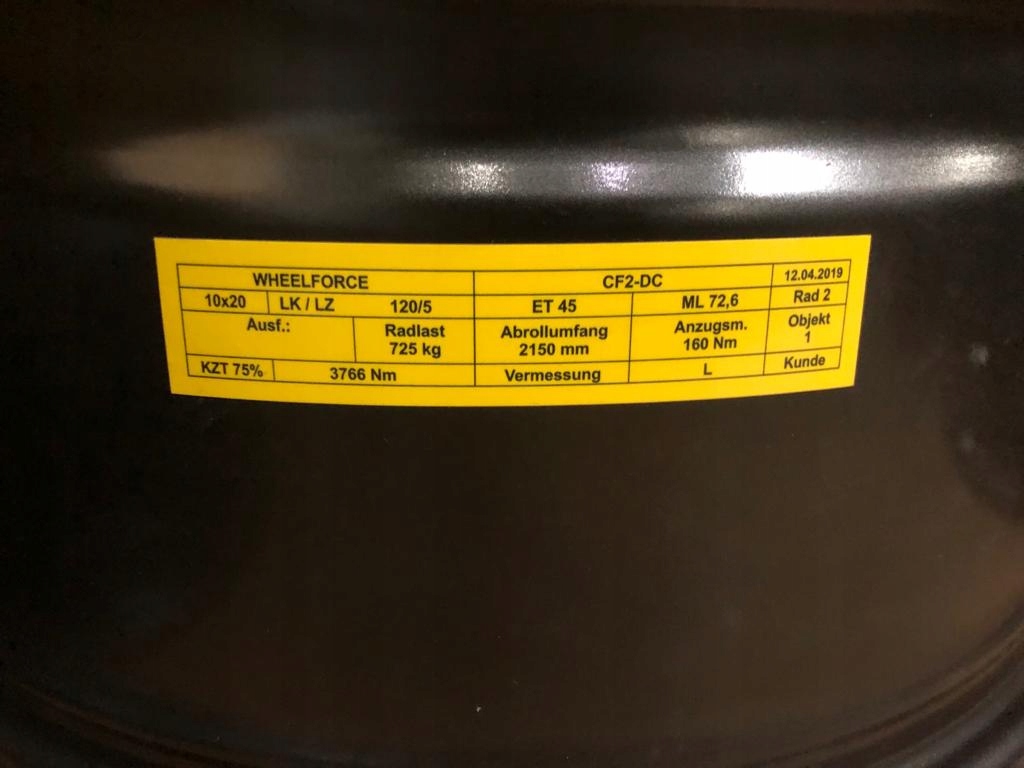 WHEELFORCE CF2-DC 12.04.2019
10x20 LK / LZ 120/5 ET 45 ML 72,6 Rad 2
Ausf.: Radlast Abrollumfang Anzugsm. Objekt
725 kg 2150 mm 160 Nm 1
KZT 75% 3766 Nm Vermessung L Kunde